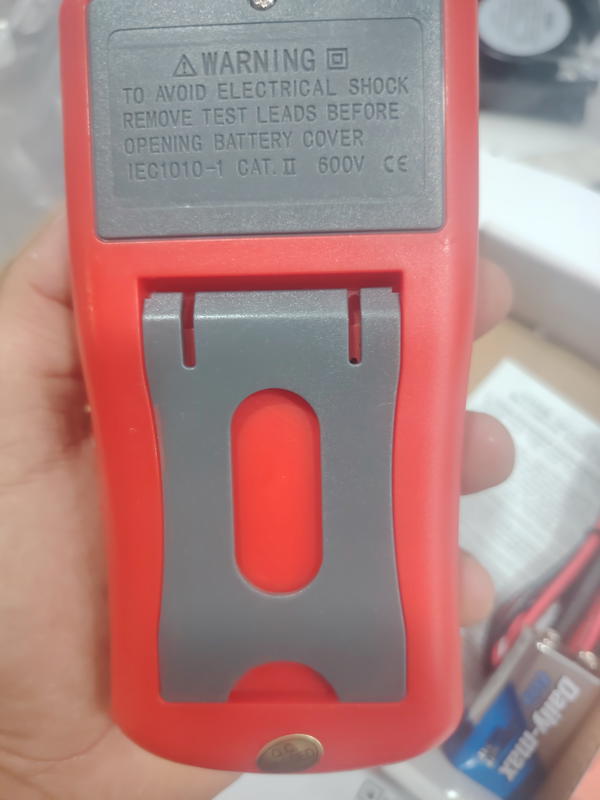 WARNING
TO AVOID ELECTRICAL SHOCK
REMOVE TEST LEADS BEFORE
OPENING BATTERY COVER
IEC1010-1 CAT.II 600V CE
Daily-max